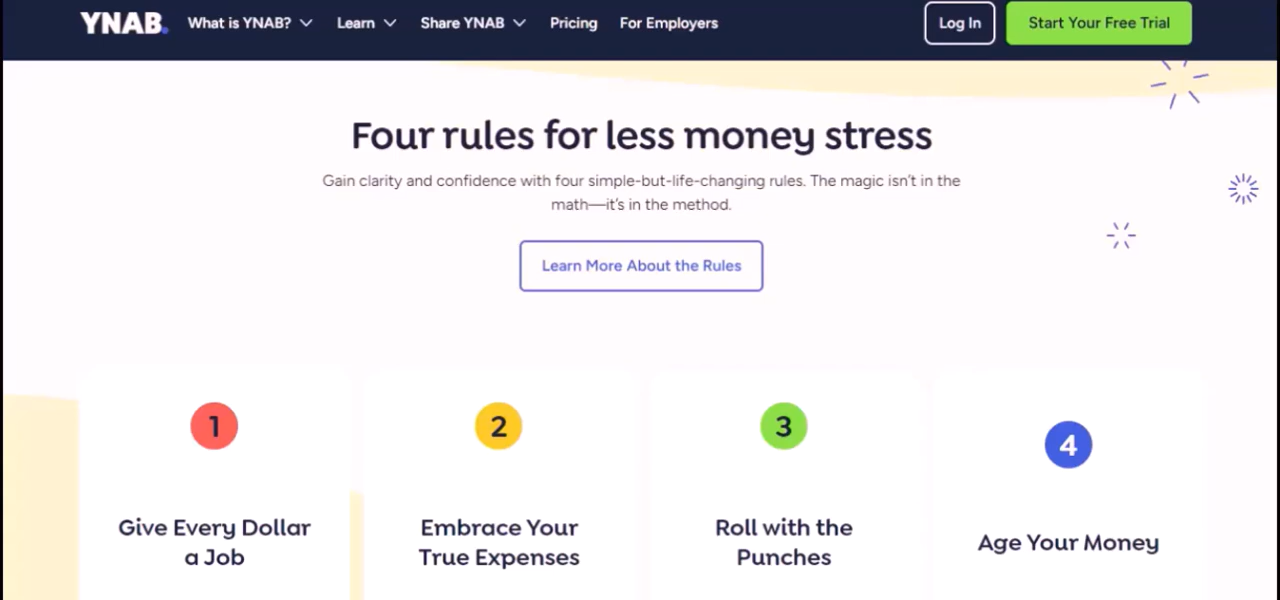 YNAB. What is YNAB? Learn Share YNAB Pricing For Employers Log In Start Your Free Trial
Four rules for less money stress
Gain clarity and confidence with four simple-but-life-changing rules. The magic isn't in the
math—it's in the method.
Learn More About the Rules
1 2 3 4
Give Every Dollar
a Job
Embrace Your
True Expenses
Roll with the
Punches
Age Your Money